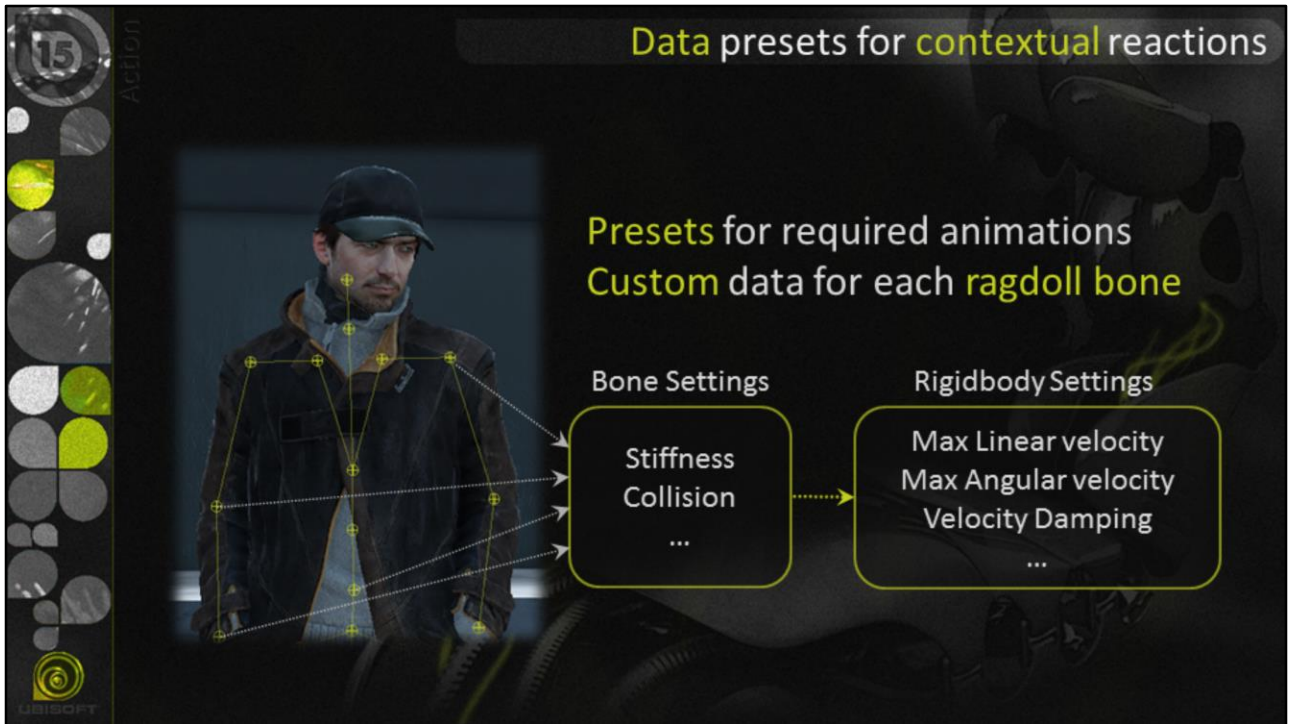 15
Action
Data presets for contextual reactions
Presets for required animations
Custom data for each ragdoll bone
Bone Settings
Stiffness
Collision
...
Rigidbody Settings
Max Linear velocity
Max Angular velocity
Velocity Damping
...
UBISOFT